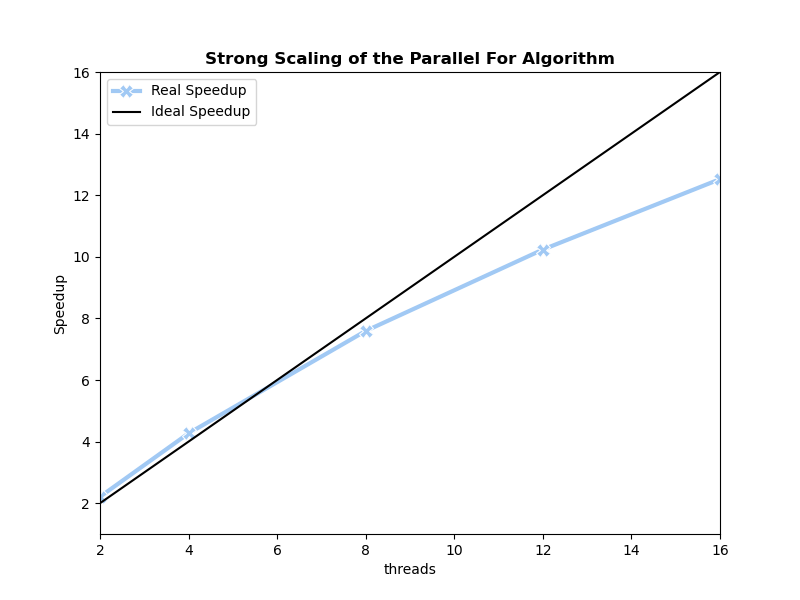 Strong Scaling of the Parallel For Algorithm
Real Speedup
Ideal Speedup
16
14
12
10
8
6
4
2
Speedup
2 4 6 8 10 12 14 16
threads